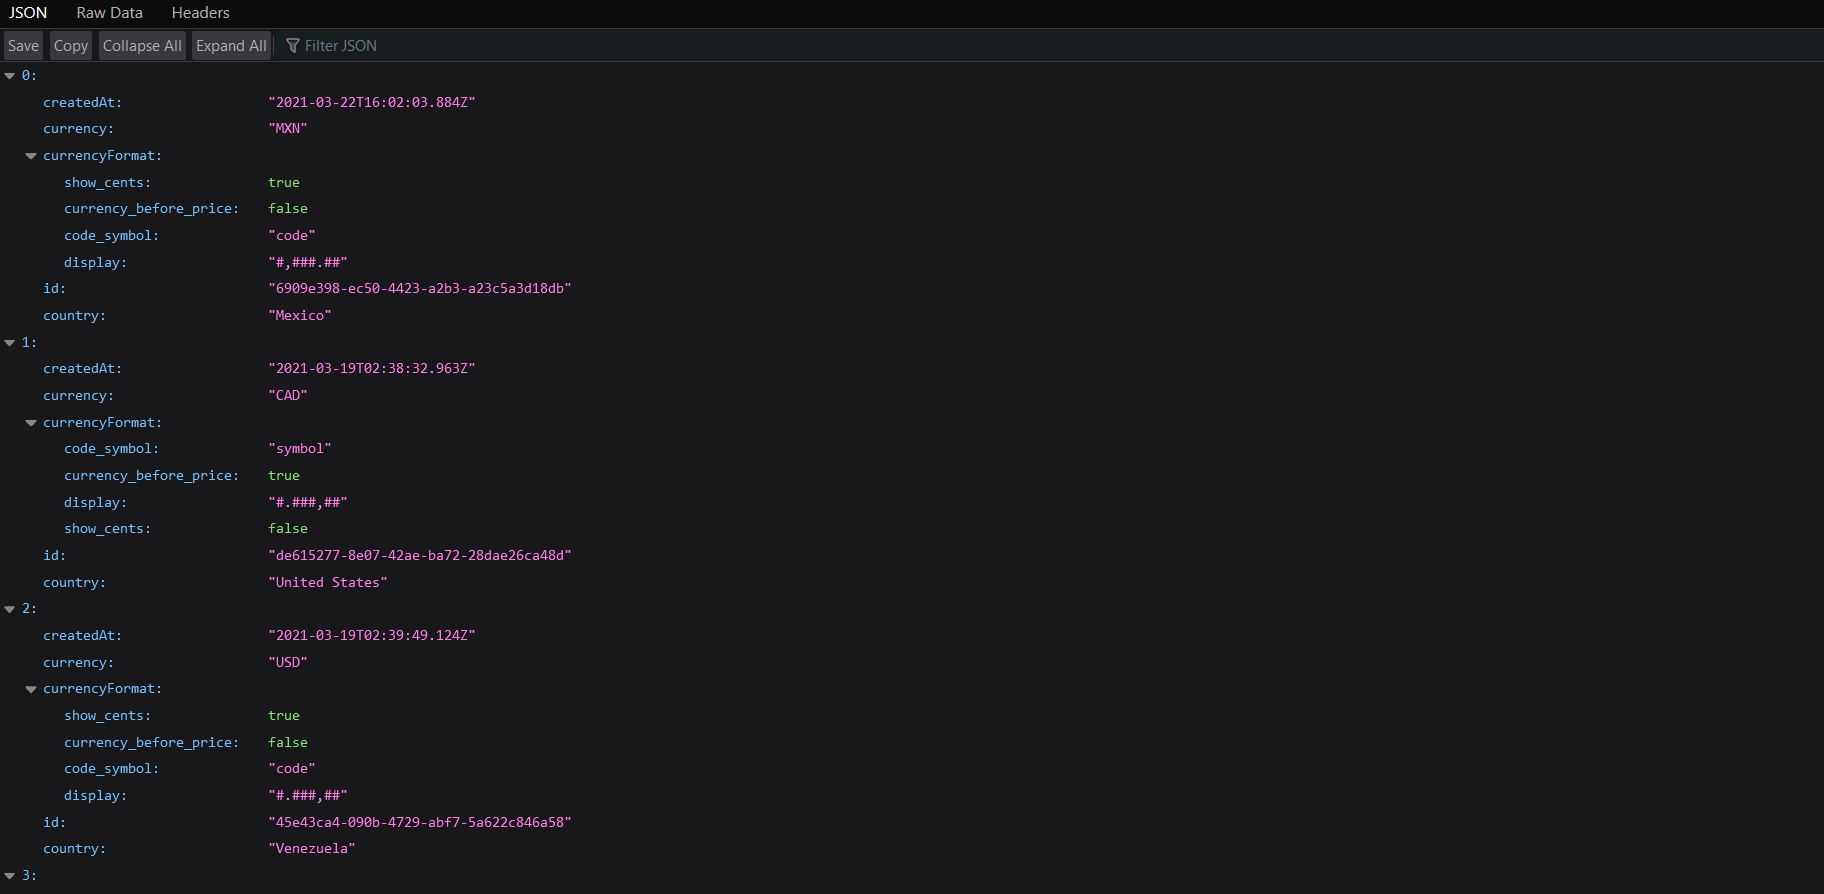 JSON Raw Data Headers
Save Copy Collapse All Expand All Filter JSON
0:
createdAt: "2021-03-22T16:02:03.884Z"
currency: "MXN"
currencyFormat:
show_cents: true
currency_before_price: false
code_symbol: "code"
display: "#,###.##"
id: "6909e398-ec50-4423-a2b3-a23c5a3d18db"
country: "Mexico"
1:
createdAt: "2021-03-19T02:38:32.963Z"
currency: "CAD"
currencyFormat:
code_symbol: "symbol"
currency_before_price: true
display: "#.###,##"
show_cents: false
id: "de615277-8e07-42ae-ba72-28dae26ca48d"
country: "United States"
2:
createdAt: "2021-03-19T02:39:49.124Z"
currency: "USD"
currencyFormat:
show_cents: true
currency_before_price: false
code_symbol: "code"
display: "#.###,##"
id: "45e43ca4-090b-4729-abf7-5a622c846a58"
country: "Venezuela"
3: